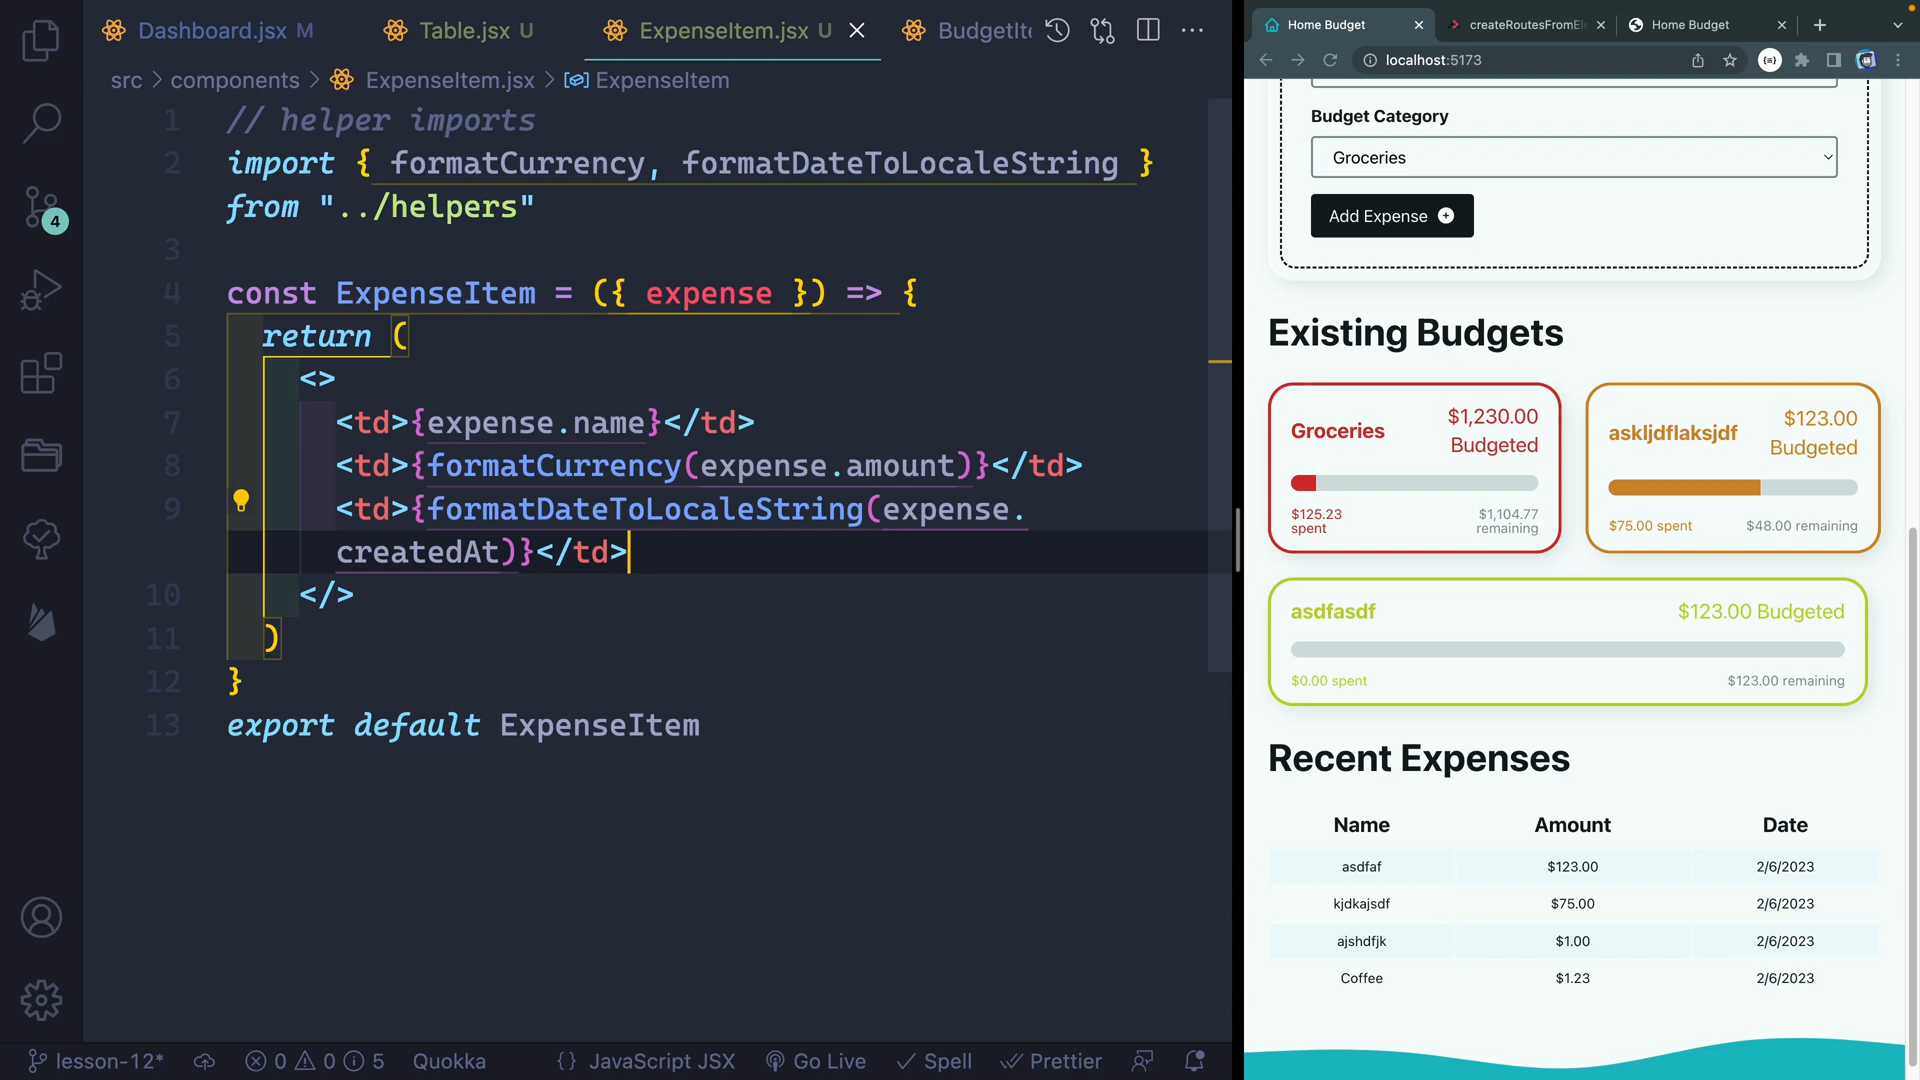 Dashboard.jsx M
Table.jsx U
ExpenseItem.jsx U
BudgetIte
src > components > ExpenseItem.jsx > ExpenseItem
1 // helper imports
2 import { formatCurrency, formatDateToLocaleString }
from "../helpers"
3
4 const ExpenseItem = ({ expense }) => {
5 return (
6 <>
7 <td>{expense.name}</td>
8 <td>{formatCurrency(expense.amount)}</td>
9 <td>{formatDateToLocaleString(expense.
createdAt)}</td>
10 </>
11 )
12 }
13 export default ExpenseItem
4
lesson-12* 0 0 5 Quokka {} JavaScript JSX Go Live Spell Prettier
Home Budget
createRoutesFromEle
Home Budget
localhost:5173
Budget Category
Groceries
Add Expense
Existing Budgets
Groceries
$1,230.00
Budgeted
$125.23
spent
$1,104.77
remaining
askljdflaksjdf
$123.00
Budgeted
$75.00 spent
$48.00 remaining
asdfasdf
$123.00 Budgeted
$0.00 spent
$123.00 remaining
Recent Expenses
Name Amount Date
asdfaf $123.00 2/6/2023
kjdkajsdf $75.00 2/6/2023
ajshdfjk $1.00 2/6/2023
Coffee $1.23 2/6/2023